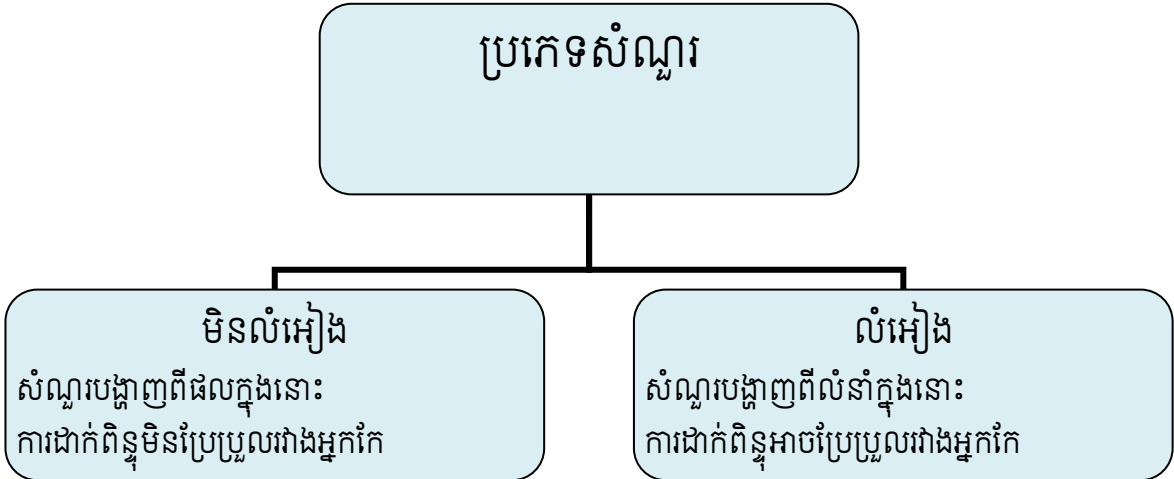 ប្រភេទសំណួរ
មិនលំអៀង
សំណួរបង្ហាញពីផលក្នុងនោះ
ការដាក់ពិន្ទុមិនប្រែប្រួលរវាងអ្នកកែ
លំអៀង
សំណួរបង្ហាញពីលំនាំក្នុងនោះ
ការដាក់ពិន្ទុអាចប្រែប្រួលរវាងអ្នកកែ